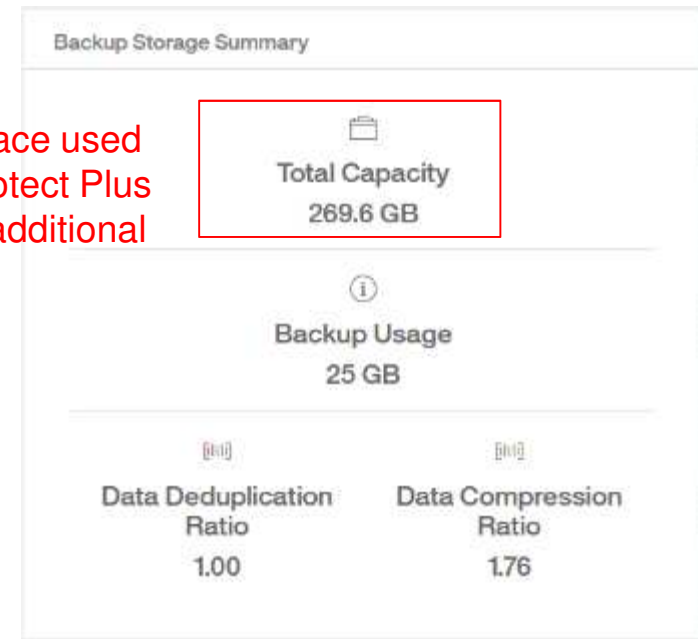 Backup Storage Summary
ace used
otect Plus
additional
Total Capacity
269.6 GB
Backup Usage
25 GB
Data Deduplication
Ratio
1.00
Data Compression
Ratio
1.76